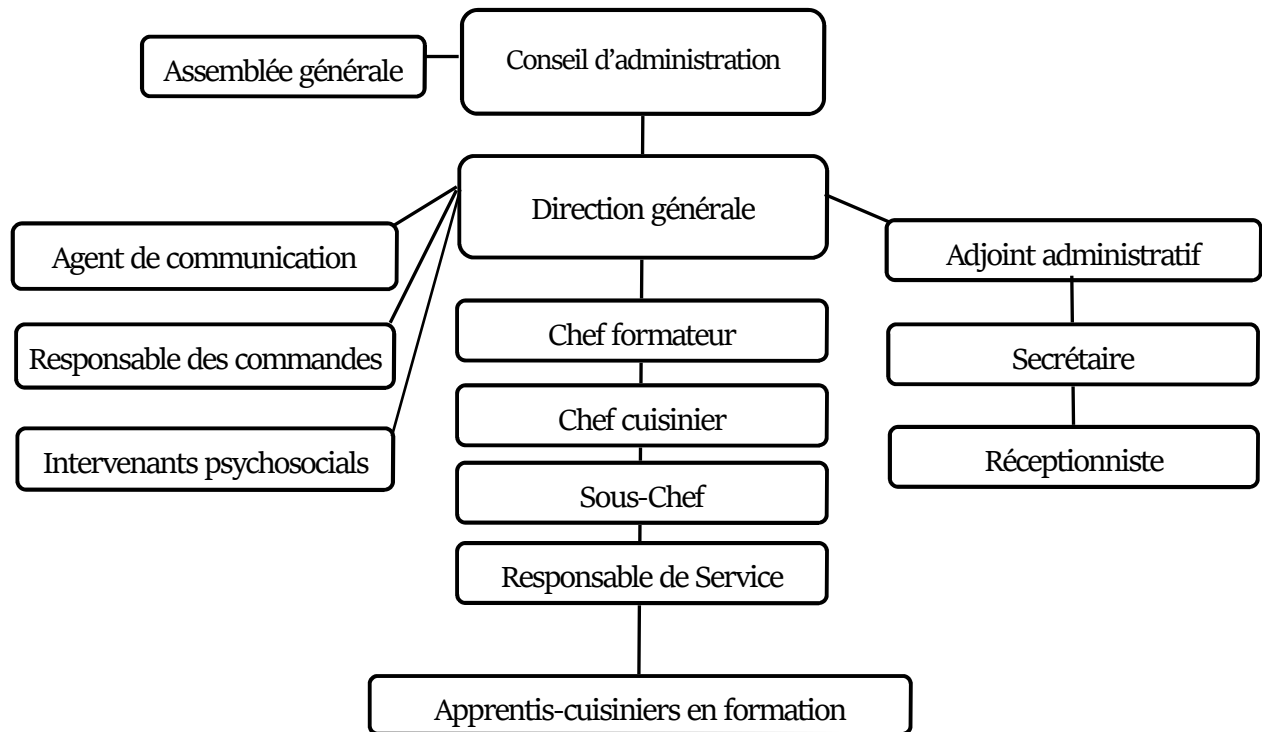 Conseil d’administration
Assemblée générale
Direction générale
Agent de communication
Adjoint administratif
Chef formateur
Responsable des commandes
Secrétaire
Chef cuisinier
Intervenants psychosocials
Réceptionniste
Sous-Chef
Responsable de Service
Apprentis-cuisiniers en formation